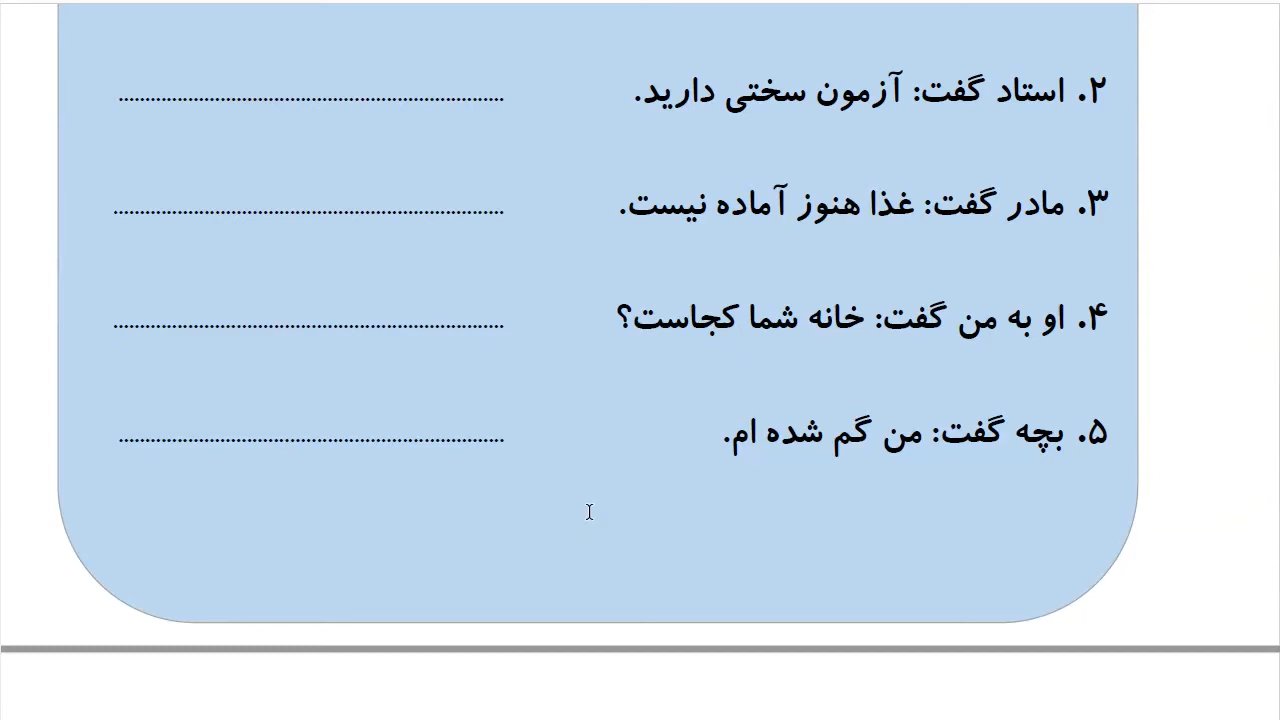 ۲. استاد گفت: آزمون سختی دارید. ........................................................................
۳. مادر گفت: غذا هنوز آماده نیست. .........................................................................
۴. او به من گفت: خانه شما کجاست؟ .........................................................................
۵. بچه گفت: من گم شده ام. ........................................................................